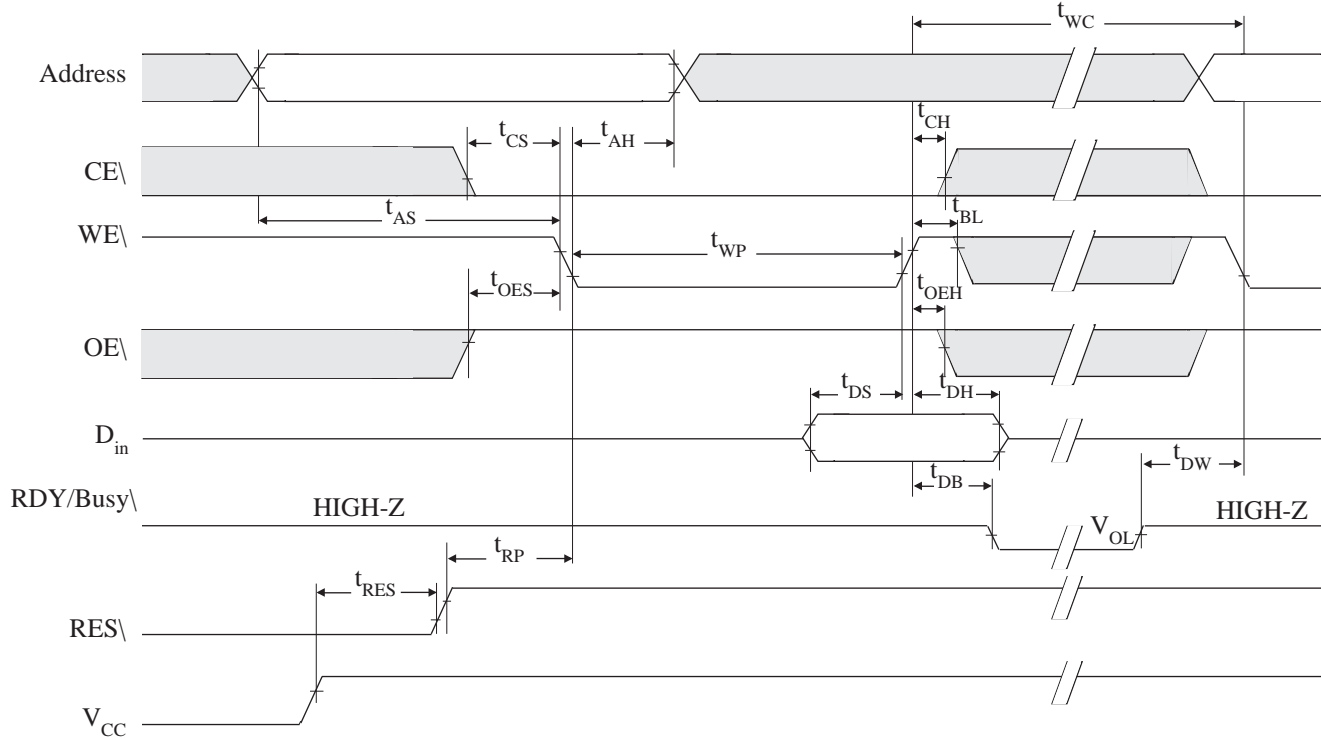 tWC
Address
tCH
tCS
tAH
CE\
tAS
tBL
WE\
tWP
tOES
tOEH
OE\
tDS
tDH
Din
tDW
tDB
RDY/Busy\
HIGH-Z
VOL
HIGH-Z
tRP
tRES
RES\
VCC